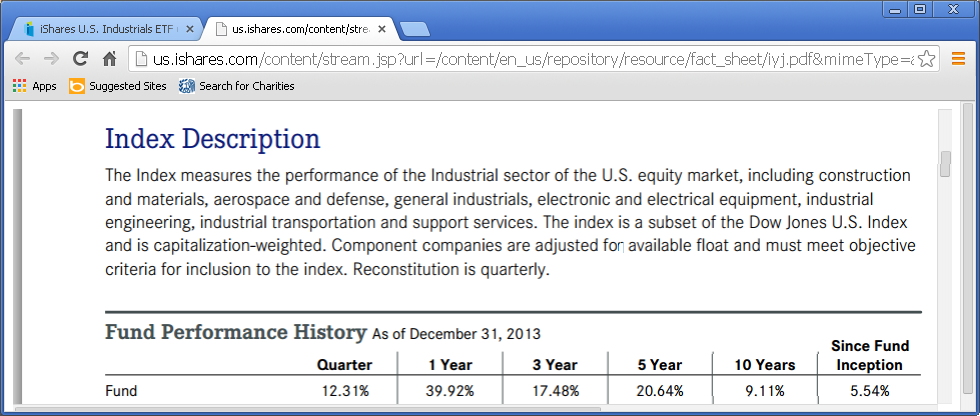 iShares U.S. Industrials ETF
us.ishares.com/content/stre
us.ishares.com/content/stream.jsp?url=/content/en_us/repository/resource/fact_sheet/iyj.pdf&mimeType=a
Apps Suggested Sites Search for Charities
Index Description
The Index measures the performance of the Industrial sector of the U.S. equity market, including construction
and materials, aerospace and defense, general industrials, electronic and electrical equipment, industrial
engineering, industrial transportation and support services. The index is a subset of the Dow Jones U.S. Index
and is capitalization-weighted. Component companies are adjusted for available float and must meet objective
criteria for inclusion to the index. Reconstitution is quarterly.
Fund Performance History As of December 31, 2013
Quarter 1 Year 3 Year 5 Year 10 Years Since Fund Inception
Fund 12.31% 39.92% 17.48% 20.64% 9.11% 5.54%